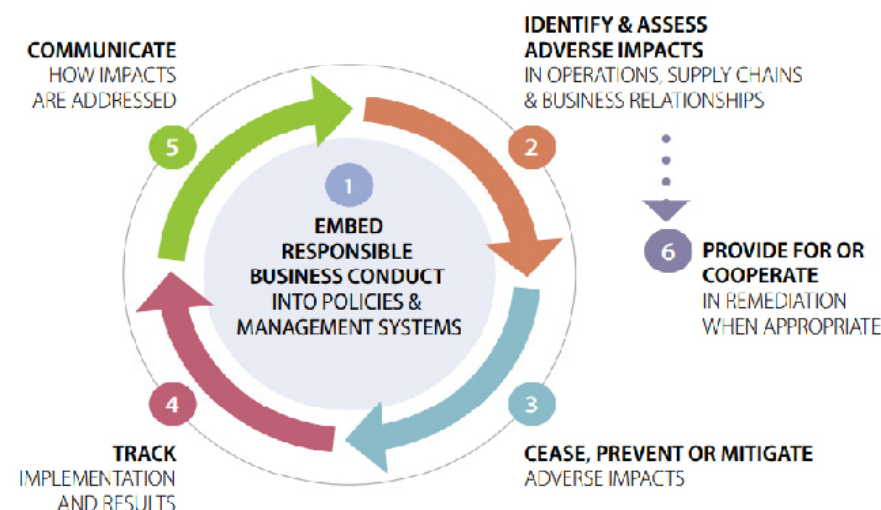 1
EMBED
RESPONSIBLE
BUSINESS CONDUCT
INTO POLICIES &
MANAGEMENT SYSTEMS
2
IDENTIFY & ASSESS
ADVERSE IMPACTS
IN OPERATIONS, SUPPLY CHAINS
& BUSINESS RELATIONSHIPS
3
CEASE, PREVENT OR MITIGATE
ADVERSE IMPACTS
4
TRACK
IMPLEMENTATION
AND RESULTS
5
COMMUNICATE
HOW IMPACTS
ARE ADDRESSED
6
PROVIDE FOR OR
COOPERATE
IN REMEDIATION
WHEN APPROPRIATE